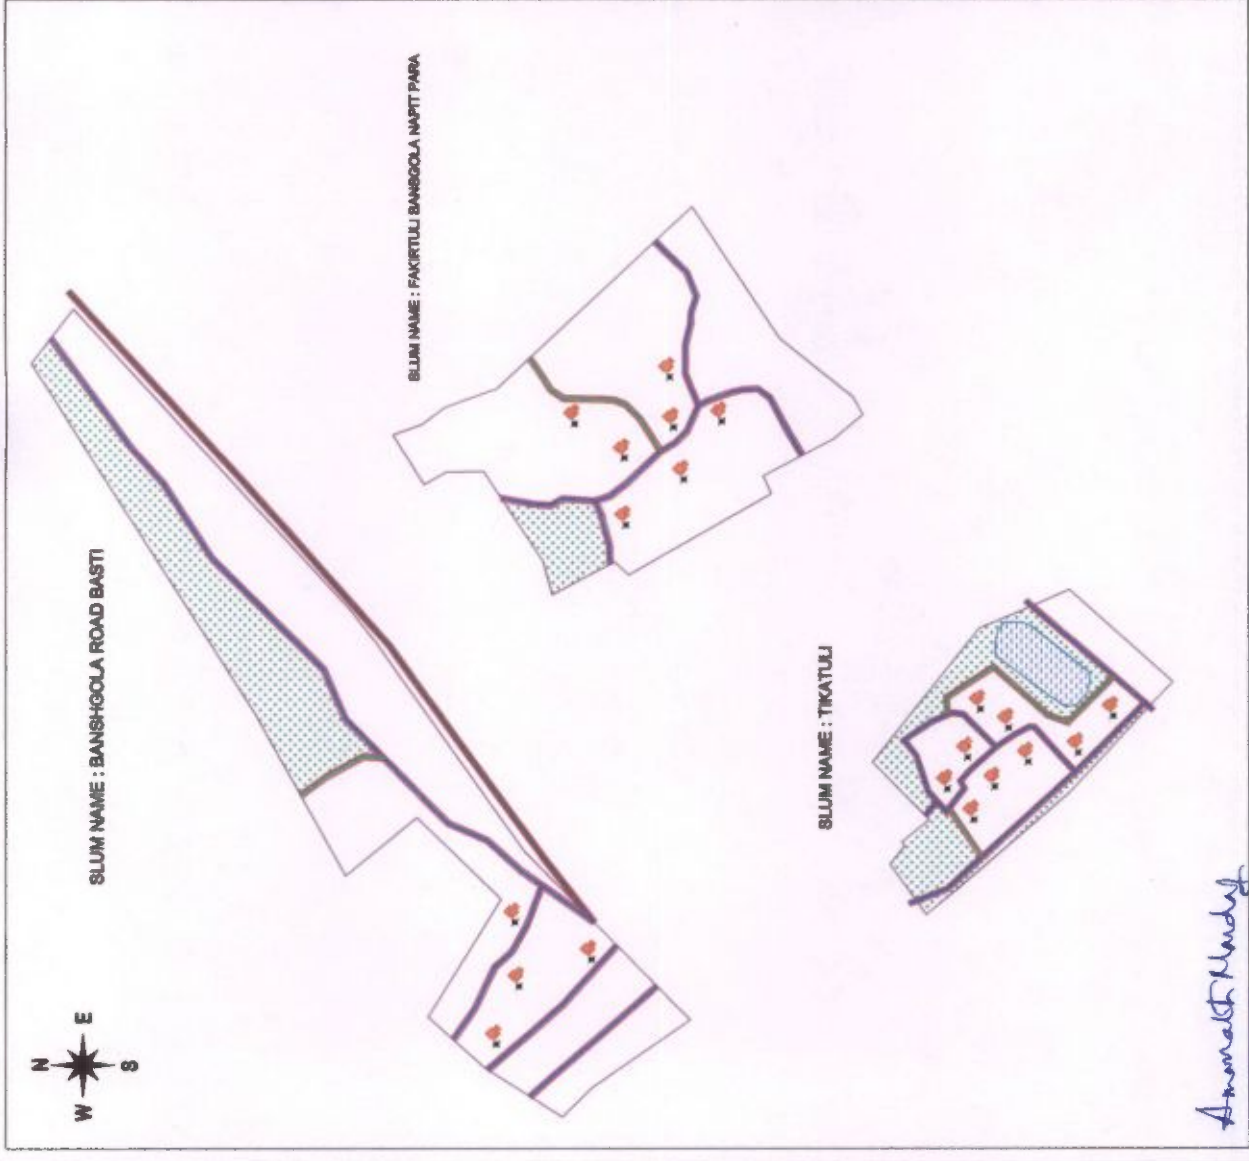 SLUM NAME : BANSHGOLA ROAD BASTI
SLUM NAME : FAKIRTULI BANSGOLA NAPIT PARA
SLUM NAME : TIKATULI
N
W E
S